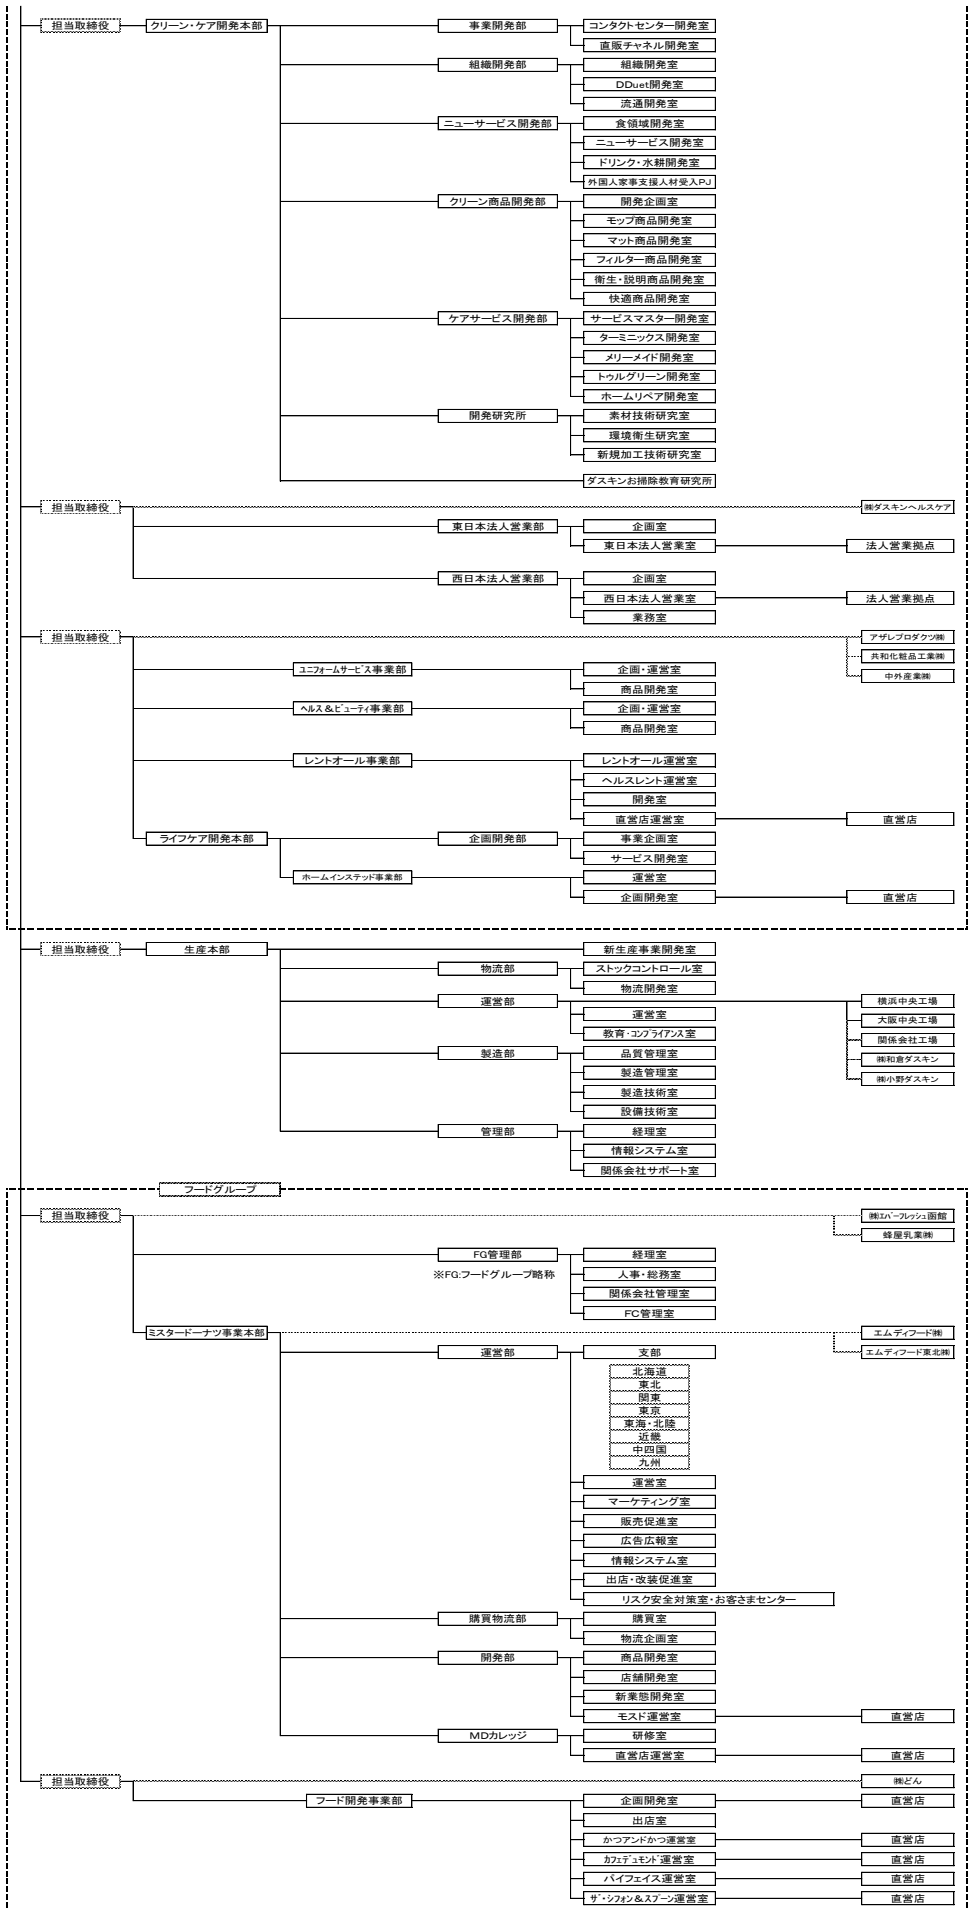 担当取締役 クリーン・ケア開発本部 事業開発部 コンタクトセンター開発室
直販チャネル開発室
組織開発部 組織開発室
DDuet開発室
流通開発室
ニューサービス開発部 食領域開発室
ニューサービス開発室
ドリンク・水耕開発室
外国人家事支援人材受入PJ
クリーン商品開発部 開発企画室
モップ商品開発室
マット商品開発室
フィルター商品開発室
衛生・説明商品開発室
快適商品開発室
ケアサービス開発部 サービスマスター開発室
ターミニックス開発室
メリーメイド開発室
トゥルグリーン開発室
ホームリペア開発室
開発研究所 素材技術研究室
環境衛生研究室
新規加工技術研究室
ダスキンお掃除教育研究所
担当取締役 ㈱ダスキンヘルスケア
東日本法人営業部 企画室
東日本法人営業室 法人営業拠点
西日本法人営業部 企画室
西日本法人営業室 法人営業拠点
業務室
担当取締役 アザレプロダクツ㈱
共和化粧品工業㈱
ユニフォームサービス事業部 企画・運営室 中外産業㈱
商品開発室
ヘルス&ビューティ事業部 企画・運営室
商品開発室
レントオール事業部 レントオール運営室
ヘルスレント運営室
開発室
直営店運営室 直営店
ライフケア開発本部 企画開発部 事業企画室
サービス開発室
ホームインステッド事業部 運営室
企画開発室 直営店
担当取締役 生産本部 新生産事業開発室
物流部 ストックコントロール室
物流開発室
運営部 横浜中央工場
運営室 大阪中央工場
教育・コンプライアンス室 関係会社工場
製造部 品質管理室 ㈱和倉ダスキン
製造管理室 ㈱小野ダスキン
製造技術室
設備技術室
管理部 経理室
情報システム室
関係会社サポート室
フードグループ
担当取締役 ㈱エバーフレッシュ函館
蜂屋乳業㈱
FG管理部 経理室
※FG:フードグループ略称 人事・総務室
関係会社管理室
FC管理室
ミスタードーナツ事業本部 エムディフード㈱
運営部 支部 エムディフード東北㈱
北海道
東北
関東
東京
東海・北陸
近畿
中四国
九州
運営室
マーケティング室
販売促進室
広告広報室
情報システム室
出店・改装促進室
リスク安全対策室・お客さまセンター
購買物流部 購買室
物流企画室
開発部 商品開発室
店舗開発室
新業態開発室
モスド運営室 直営店
MDカレッジ 研修室
直営店運営室 直営店
担当取締役 ㈱どん
フード開発事業部 企画開発室 直営店
出店室
かつアンドかつ運営室 直営店
カフェデュモンド運営室 直営店
パイフェイス運営室 直営店
ザ・シフォン&スプーン運営室 直営店